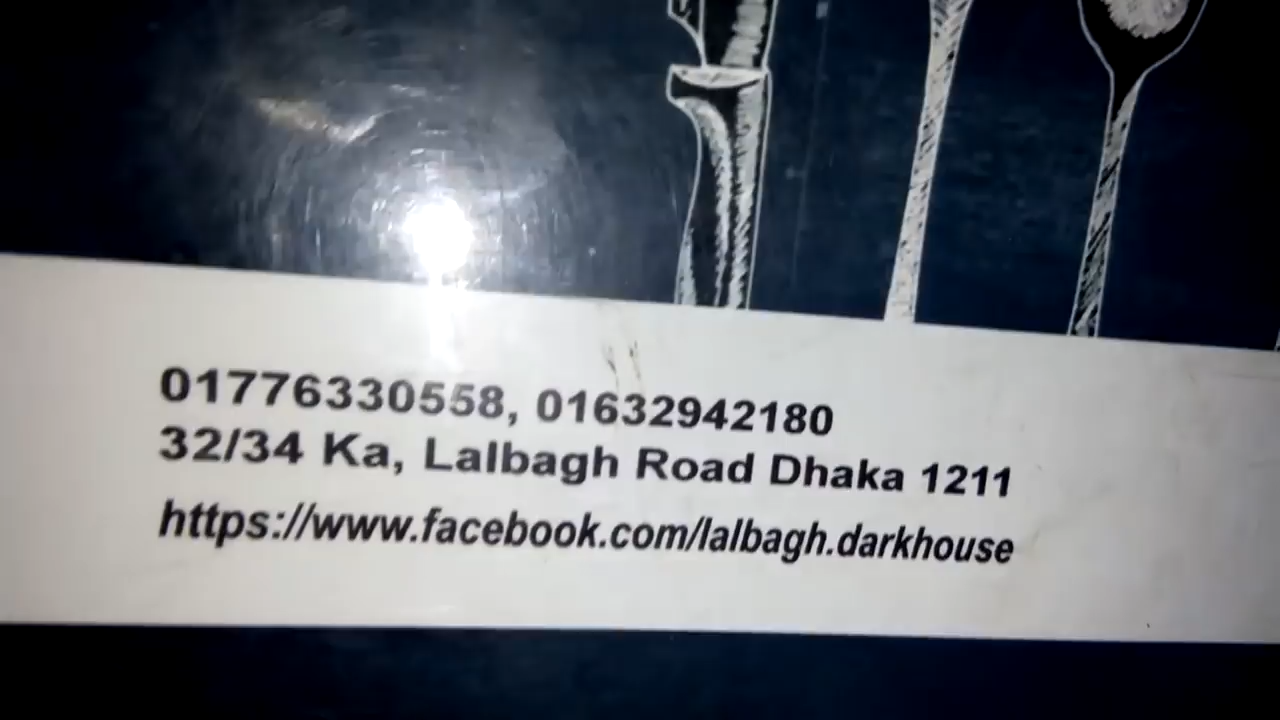 01776330558, 01632942180
32/34 Ka, Lalbagh Road Dhaka 1211
https://www.facebook.com/lalbagh.darkhouse